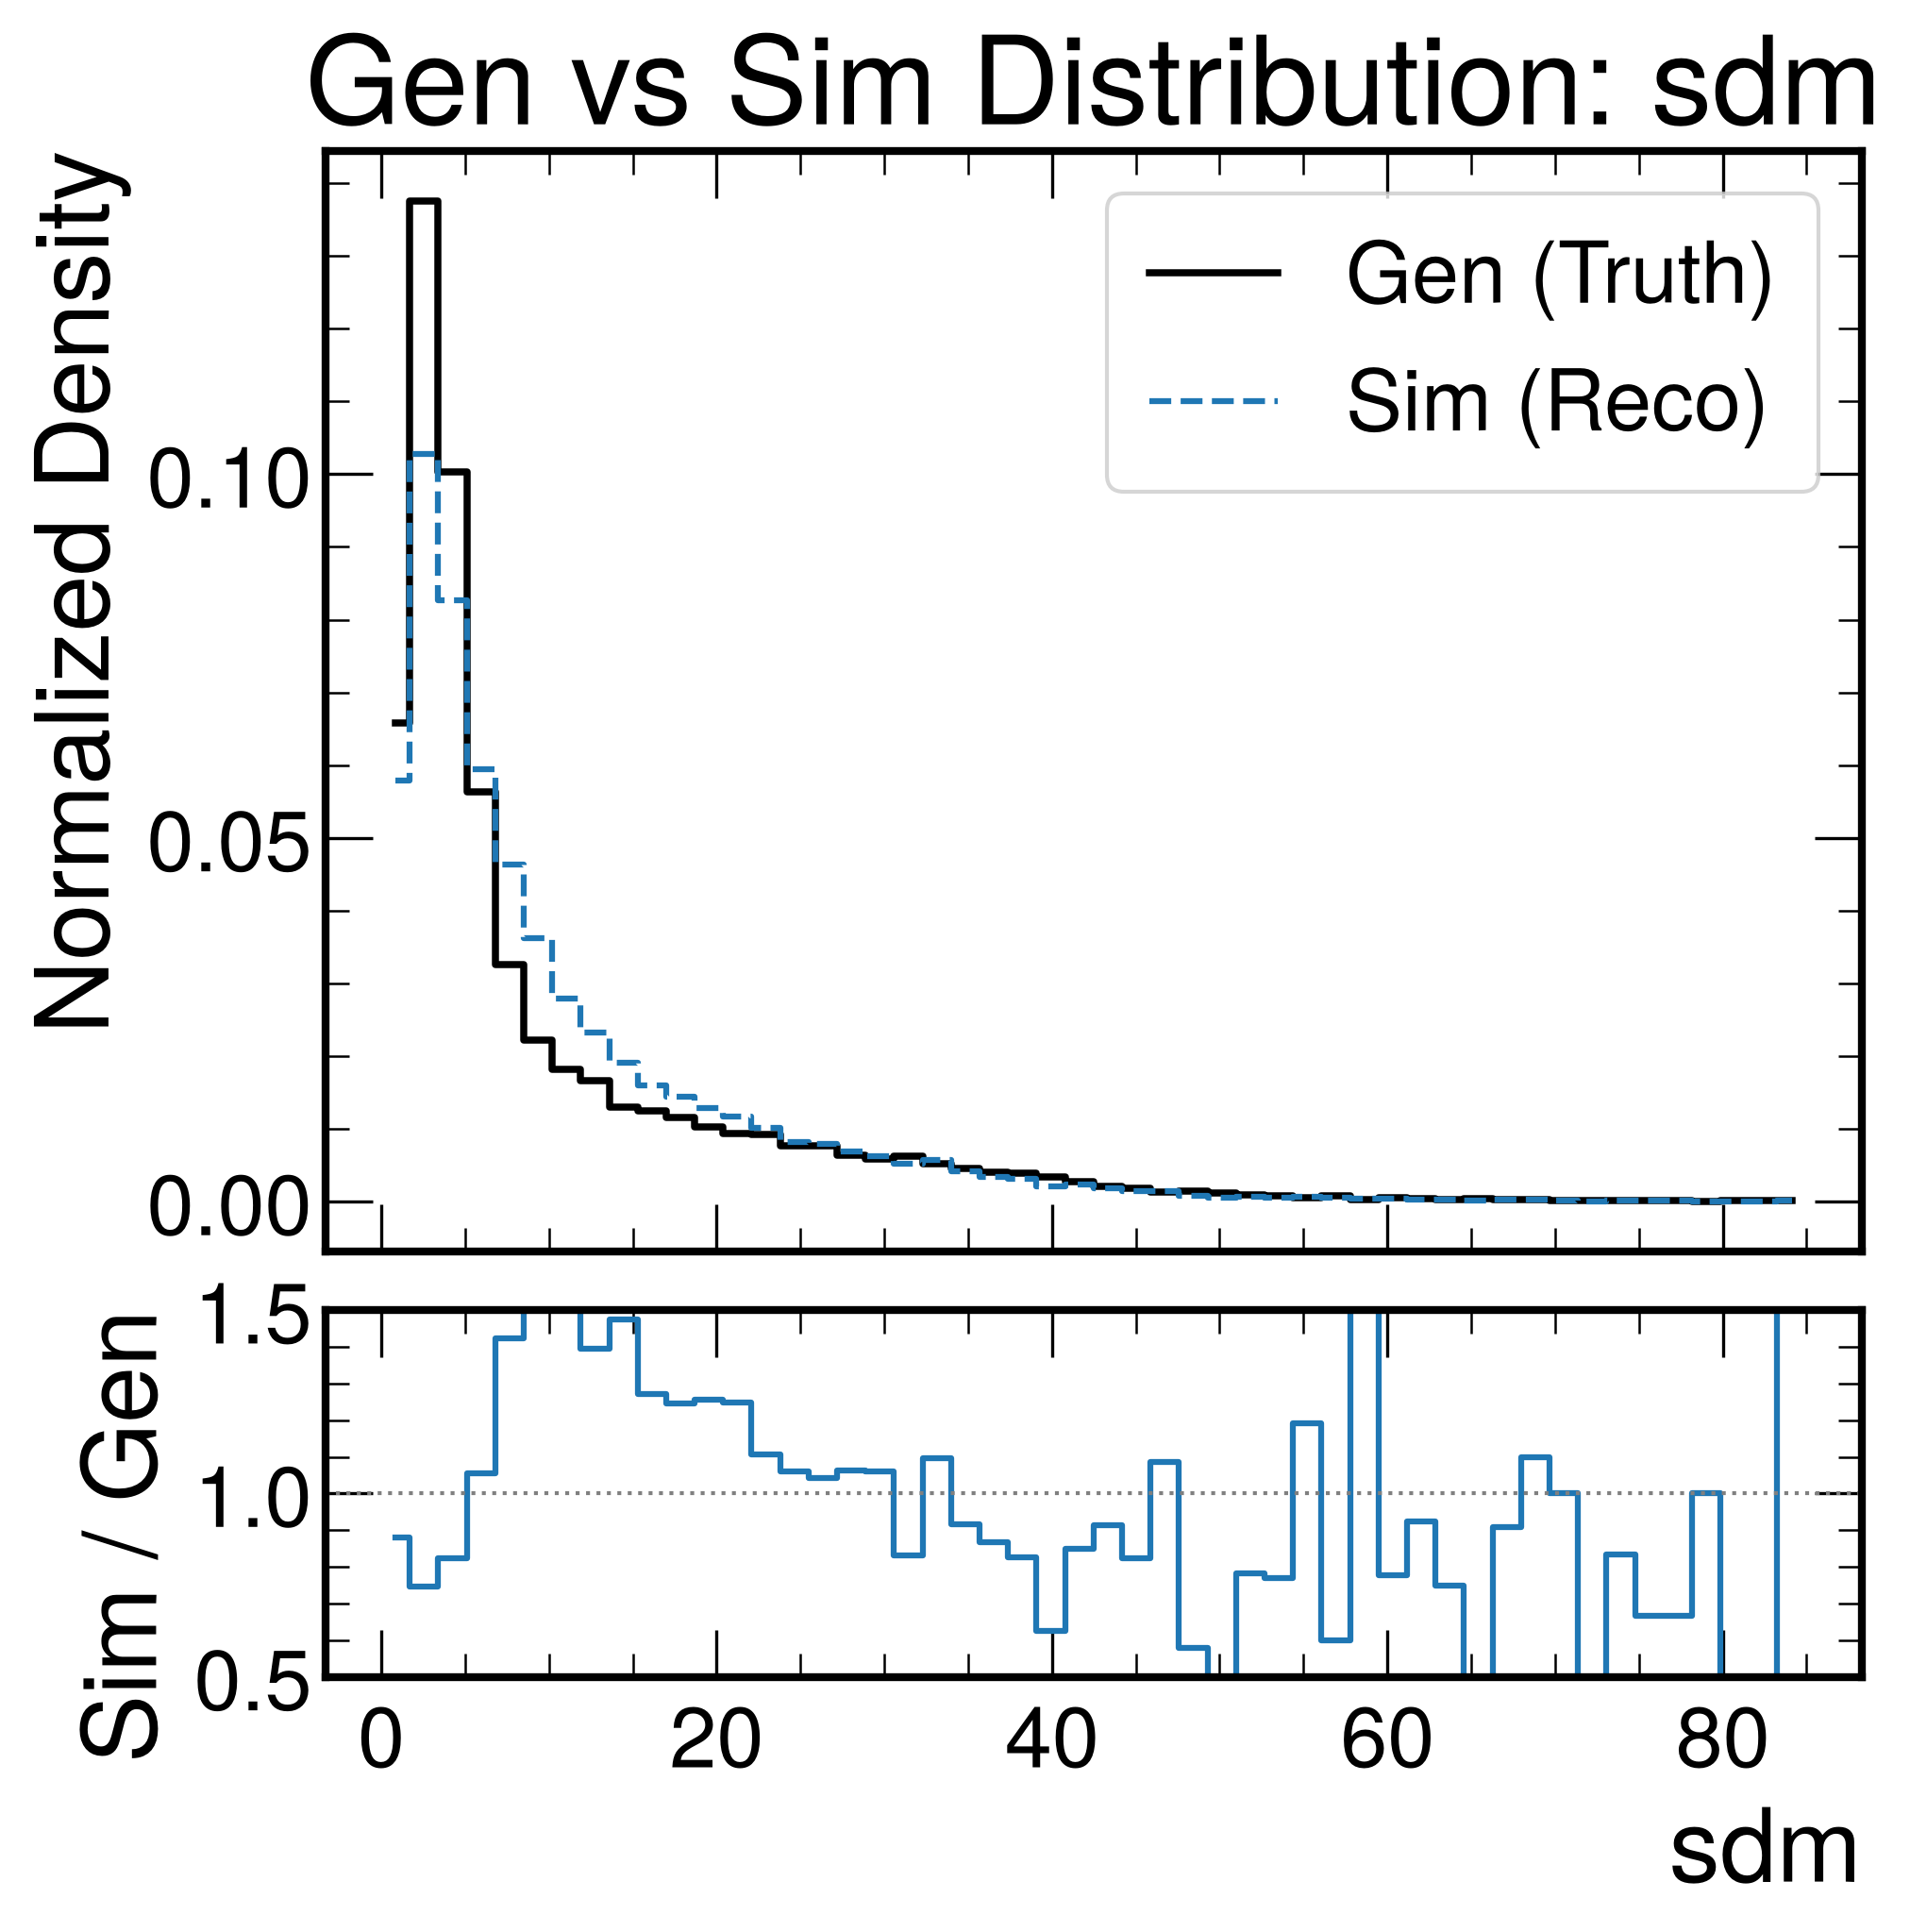 Gen vs Sim Distribution: sdm
Normalized Density
0.10
0.05
0.00
Gen (Truth)
Sim (Reco)
Sim / Gen
1.5
1.0
0.5
0 20 40 60 80
sdm